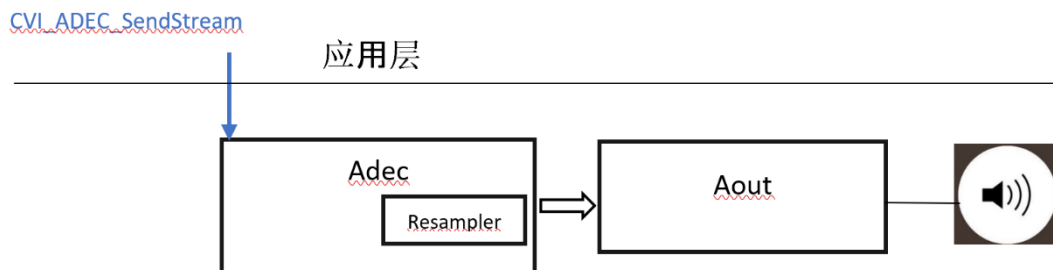 CVI_ADEC_SendStream
应用层
Adec
Resampler
Aout